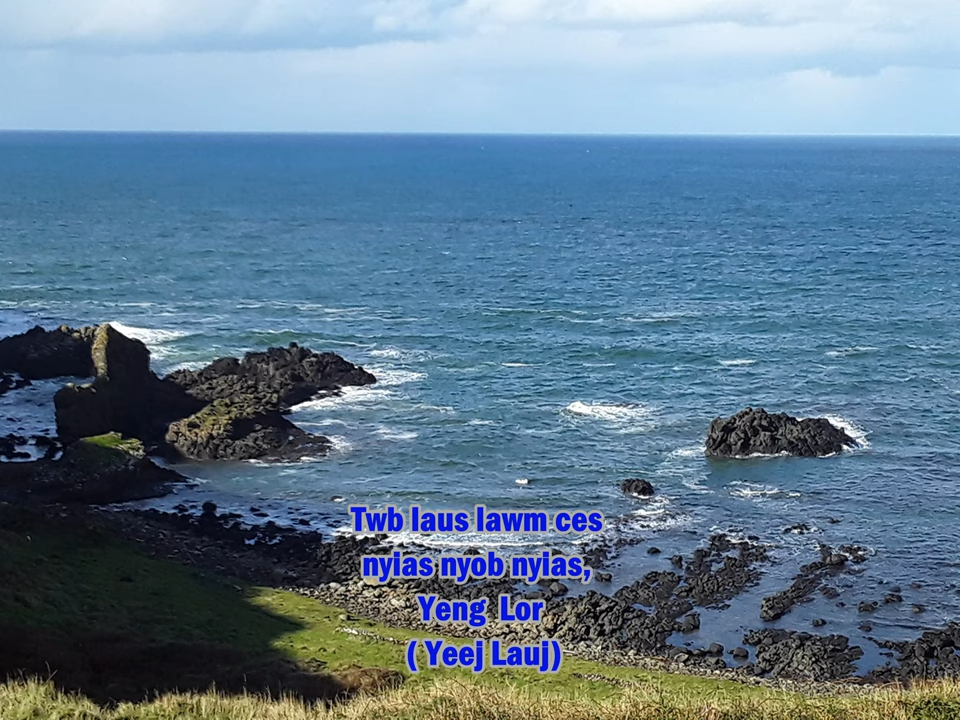 Twb laus lawm ces
nyias nyob nyias,
Yeng Lor
( Yeej Lauj)